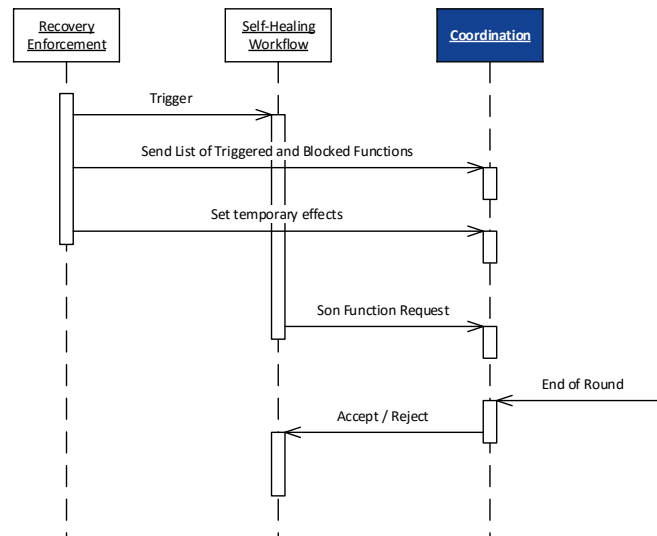 Recovery
Enforcement
Self-Healing
Workflow
Coordination
Trigger
Send List of Triggered and Blocked Functions
Set temporary effects
Son Function Request
End of Round
Accept / Reject